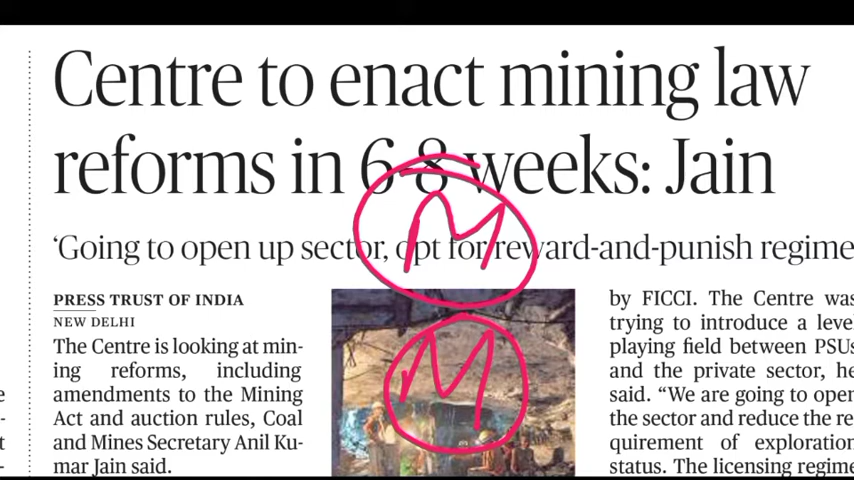 Centre to enact mining law
reforms in 6-8 weeks: Jain
'Going to open up sector, opt for reward-and-punish regime
PRESS TRUST OF INDIA
NEW DELHI
The Centre is looking at min-
ing reforms, including
amendments to the Mining
Act and auction rules, Coal
and Mines Secretary Anil Ku-
mar Jain said.
M
M
by FICCI. The Centre was
trying to introduce a level
playing field between PSUs
and the private sector, he
said. "We are going to open
the sector and reduce the re-
quirement of exploration
status. The licensing regime